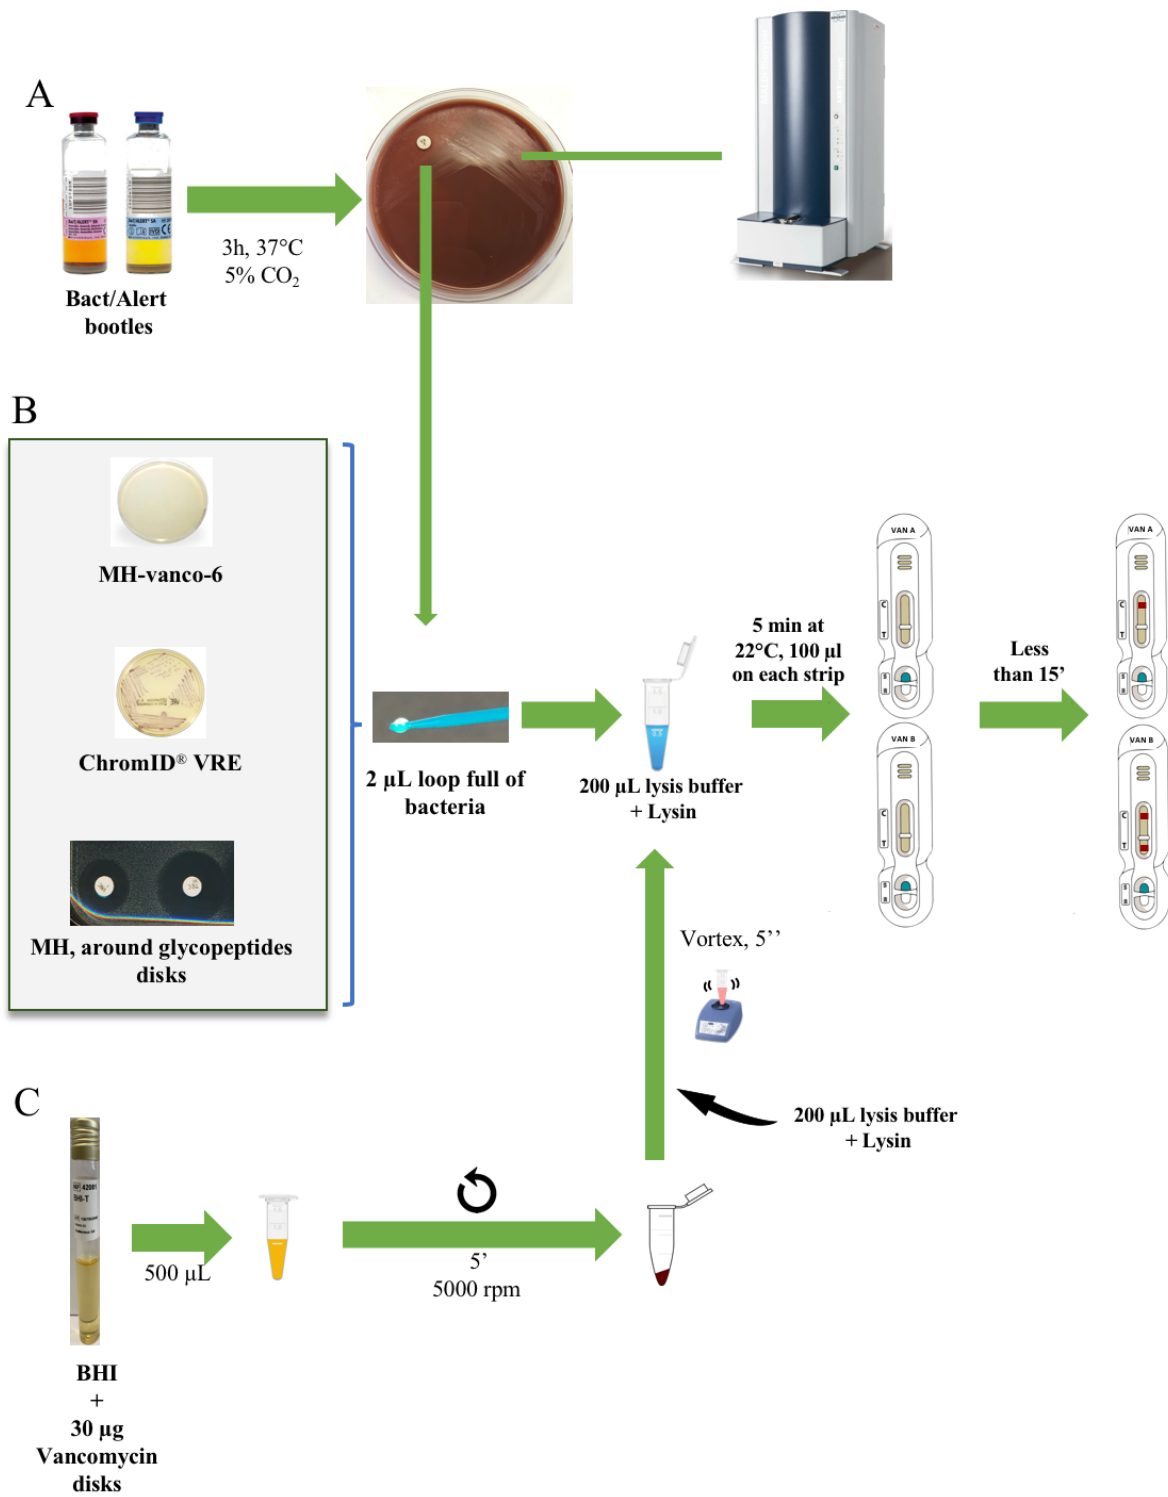 A
3h, 37°C
5% CO₂
Bact/Alert
bootles
B
MH-vanco-6
ChromID® VRE
MH, around glycopeptides
disks
2 µL loop full of
bacteria
200 µL lysis buffer
+ Lysin
5 min at
22°C, 100 µl
on each strip
VAN A
C
T
S
VAN B
C
T
S
Less
than 15’
VAN A
C
T
S
VAN B
C
T
S
Vortex, 5’’
200 µL lysis buffer
+ Lysin
C
BHI-T
500 µL
5’
5000 rpm
BHI
+
30 µg
Vancomycin
disks